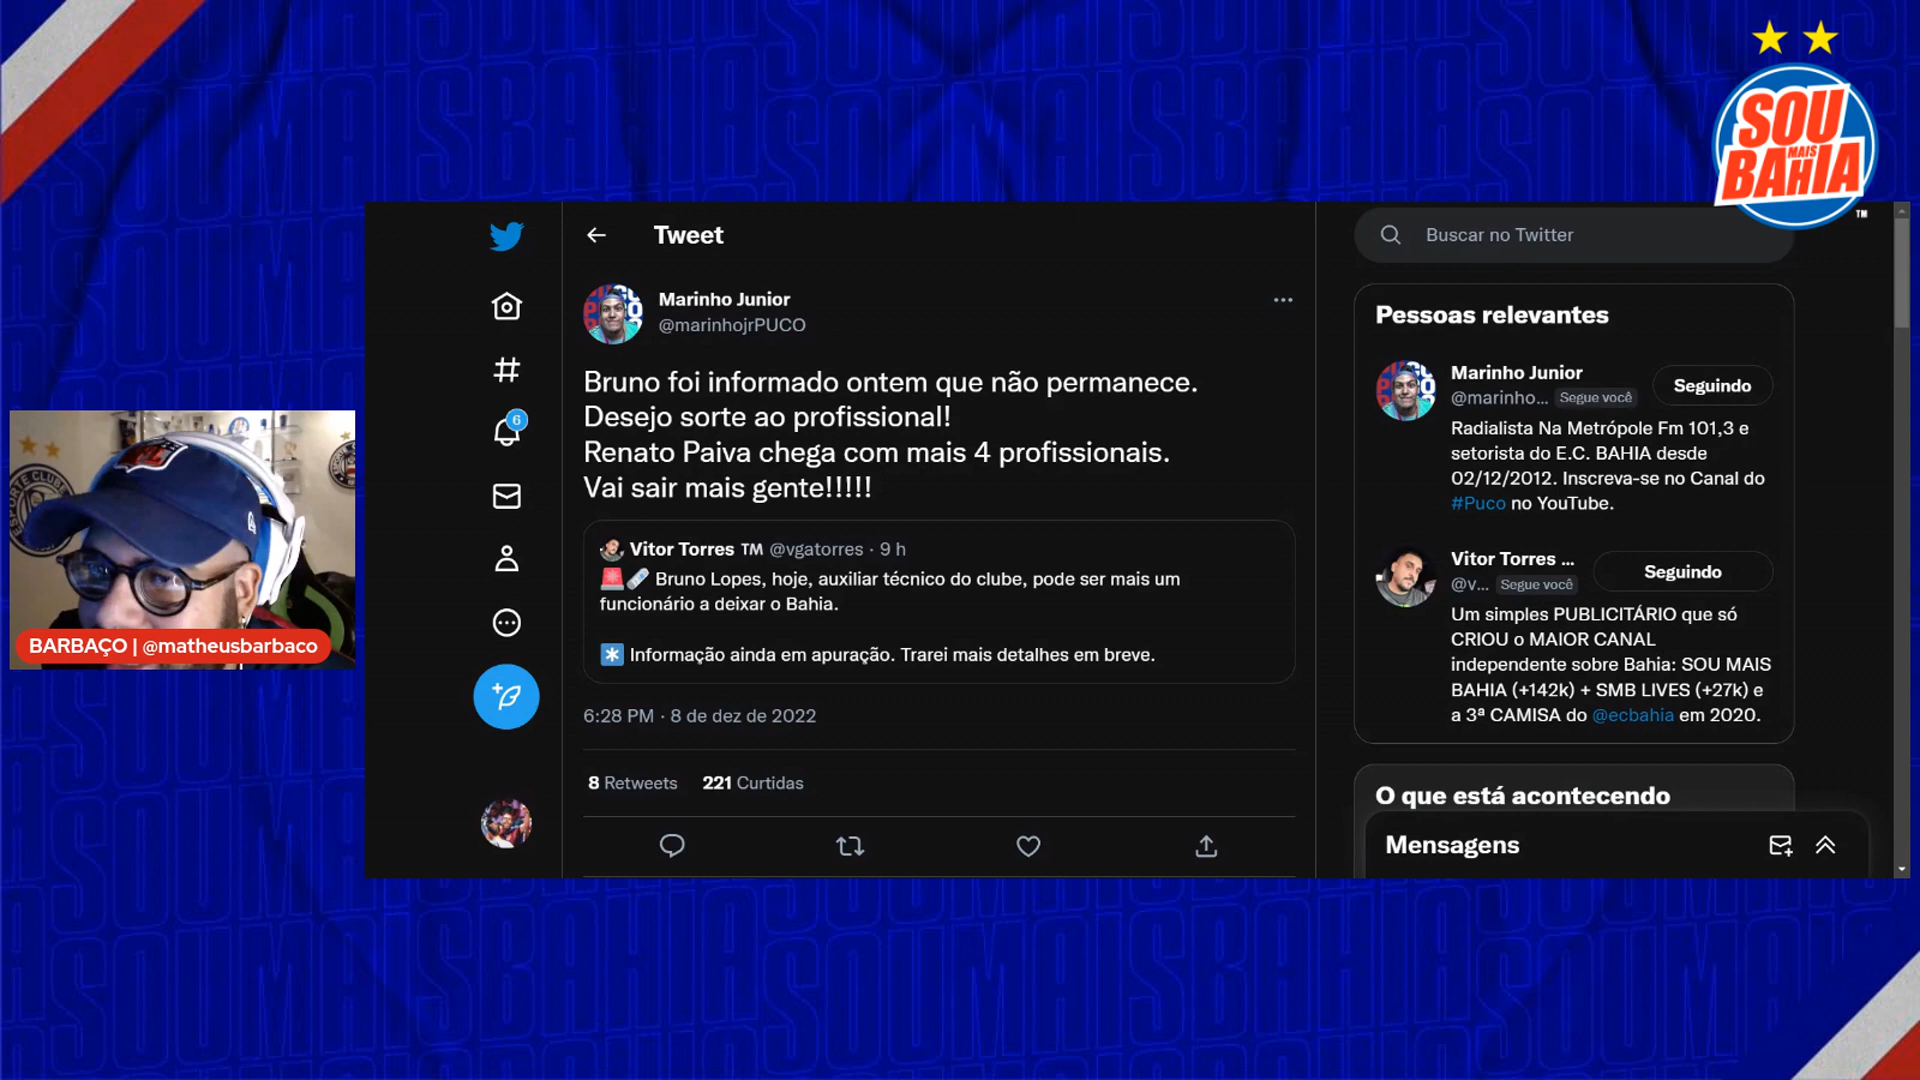 SOU
MAIS
BAHIA
TM
Tweet
Buscar no Twitter
Marinho Junior
@marinhojrPUCO
Bruno foi informado ontem que não permanece.
Desejo sorte ao profissional!
Renato Paiva chega com mais 4 profissionais.
Vai sair mais gente!!!!!
Vitor Torres ™ @vgatorres · 9 h
🚨🗞️ Bruno Lopes, hoje, auxiliar técnico do clube, pode ser mais um
funcionário a deixar o Bahia.
✳️ Informação ainda em apuração. Trarei mais detalhes em breve.
6:28 PM · 8 de dez de 2022
8 Retweets 221 Curtidas
6
BARBAÇO | @matheusbarbaco
Pessoas relevantes
Marinho Junior
@marinho... Segue você
Seguindo
Radialista Na Metrópole Fm 101,3 e
setorista do E.C. BAHIA desde
02/12/2012. Inscreva-se no Canal do
#Puco no YouTube.
Vitor Torres ...
@v... Segue você
Seguindo
Um simples PUBLICITÁRIO que só
CRIOU o MAIOR CANAL
independente sobre Bahia: SOU MAIS
BAHIA (+142k) + SMB LIVES (+27k) e
a 3ª CAMISA do @ecbahia em 2020.
O que está acontecendo
Mensagens